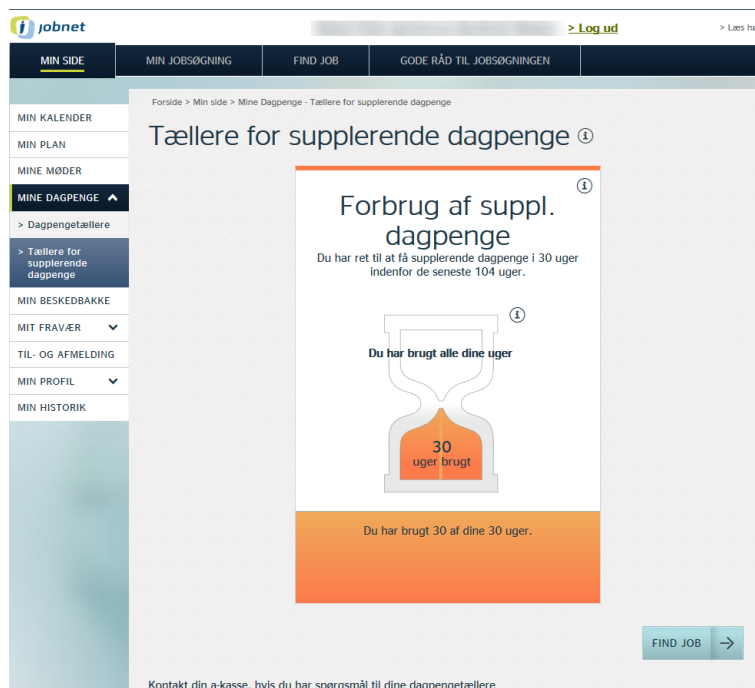 jobnet
> Log ud
> Læs hø
MIN SIDE
MIN JOBSØGNING
FIND JOB
GODE RÅD TIL JOBSØGNINGEN
Forside > Min side > Mine Dagpenge - Tællere for supplerende dagpenge
MIN KALENDER
MIN PLAN
MINE MØDER
MINE DAGPENGE
> Dagpengetællere
> Tællere for
supplerende
dagpenge
MIN BESKEDBAKKE
MIT FRAVÆR
TIL- OG AFMELDING
MIN PROFIL
MIN HISTORIK
Tællere for supplerende dagpenge
Forbrug af suppl.
dagpenge
Du har ret til at få supplerende dagpenge i 30 uger
indenfor de seneste 104 uger.
Du har brugt alle dine uger
30
uger brugt
Du har brugt 30 af dine 30 uger.
FIND JOB
Kontakt din a-kasse, hvis du har spørgsmål til dine dagpengetællere